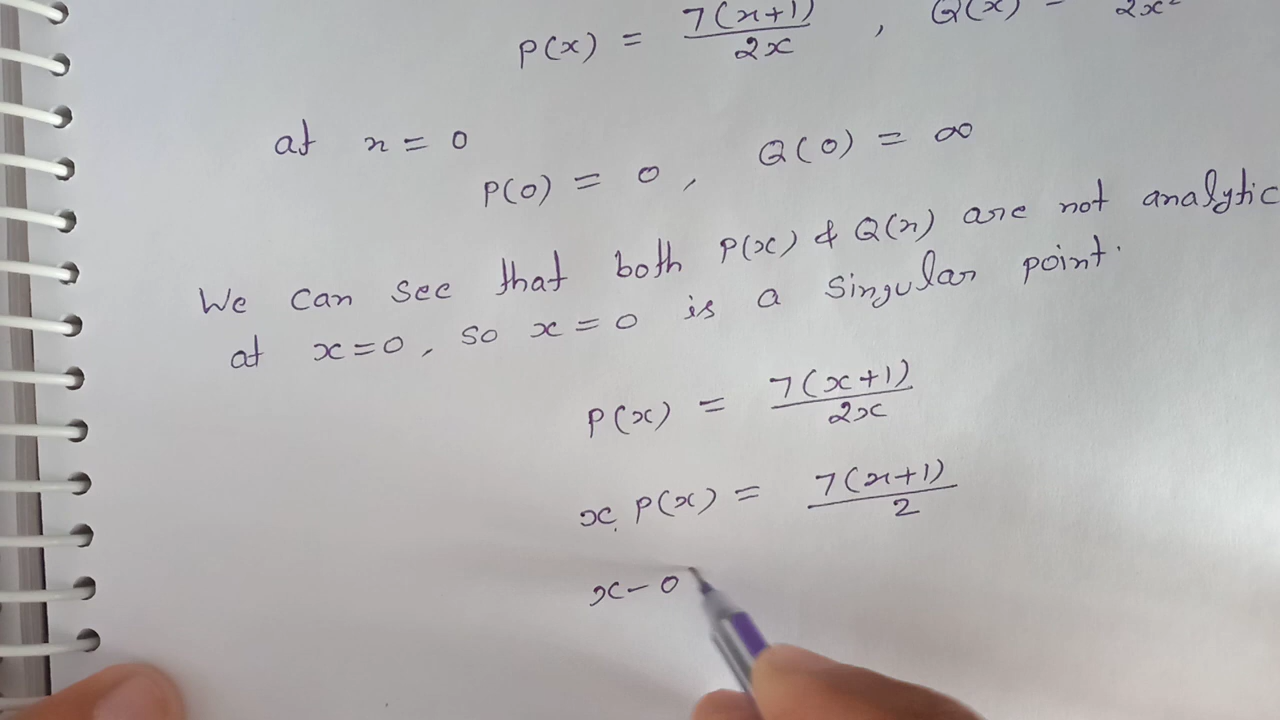 P(x) = 7(x+1)/2x , Q(x) = 2x²
at x = 0
P(0) = 0 , Q(0) = ∞
We can see that both P(x) & Q(x) are not analytic
at x=0 , so x = 0 is a singular point.
P(x) = 7(x+1)/2x
x. P(x) = 7(x+1)/2
x - 0